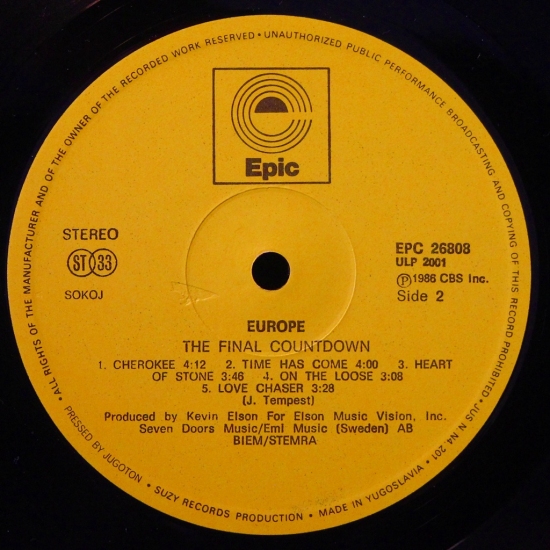 • ALL RIGHTS OF THE MANUFACTURER AND OF THE OWNER OF THE RECORDED WORK RESERVED • UNAUTHORIZED PUBLIC PERFORMANCE BROADCASTING AND COPYING OF THIS RECORD PROHIBITED • JUS N N4 201
Epic
STEREO
ST 33
SOKOJ
EPC 26808
ULP 2001
Ⓟ1986 CBS Inc.
Side 2
EUROPE
THE FINAL COUNTDOWN
1. CHEROKEE 4:12 2. TIME HAS COME 4:00 3. HEART
OF STONE 3:46 4. ON THE LOOSE 3:08
5. LOVE CHASER 3:28
(J. Tempest)
Produced by Kevin Elson For Elson Music Vision, Inc.
Seven Doors Music/Emi Music (Sweden) AB
BIEM/STEMRA
PRESSED BY JUGOTON • SUZY RECORDS PRODUCTION • MADE IN YUGOSLAVIA •